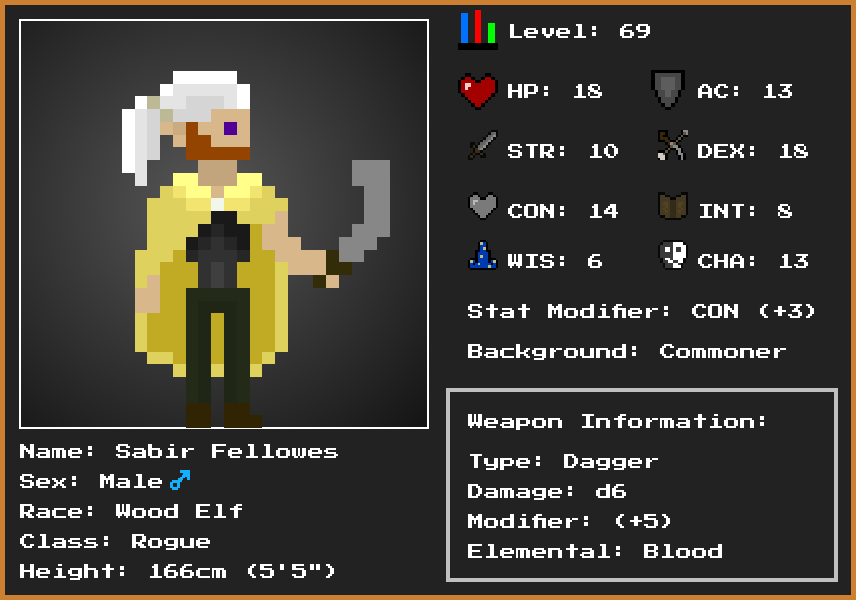 Level: 69
HP: 18 AC: 13
STR: 10 DEX: 18
CON: 14 INT: 8
WIS: 6 CHA: 13
Stat Modifier: CON (+3)
Background: Commoner
Weapon Information:
Type: Dagger
Damage: d6
Modifier: (+5)
Elemental: Blood
Name: Sabir Fellowes
Sex: Male ♂
Race: Wood Elf
Class: Rogue
Height: 166cm (5'5")